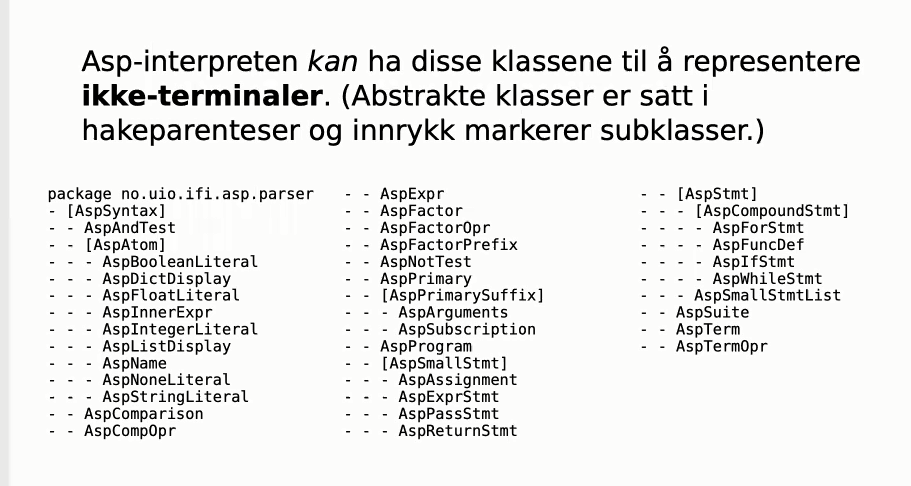 Asp-interpreten kan ha disse klassene til å representere
ikke-terminaler. (Abstrakte klasser er satt i
hakeparenteser og innrykk markerer subklasser.)
package no.uio.ifi.asp.parser
- [AspSyntax]
- - AspAndTest
- - [AspAtom]
- - - AspBooleanLiteral
- - - AspDictDisplay
- - - AspFloatLiteral
- - - AspInnerExpr
- - - AspIntegerLiteral
- - - AspListDisplay
- - - AspName
- - - AspNoneLiteral
- - - AspStringLiteral
- - AspComparison
- - AspCompOpr
- - AspExpr
- - AspFactor
- - AspFactorOpr
- - AspFactorPrefix
- - AspNotTest
- - AspPrimary
- - [AspPrimarySuffix]
- - - AspArguments
- - - AspSubscription
- - AspProgram
- - [AspSmallStmt]
- - - AspAssignment
- - - AspExprStmt
- - - AspPassStmt
- - - AspReturnStmt
- - [AspStmt]
- - - [AspCompoundStmt]
- - - - AspForStmt
- - - - AspFuncDef
- - - - AspIfStmt
- - - - AspWhileStmt
- - - AspSmallStmtList
- - AspSuite
- - AspTerm
- - AspTermOpr